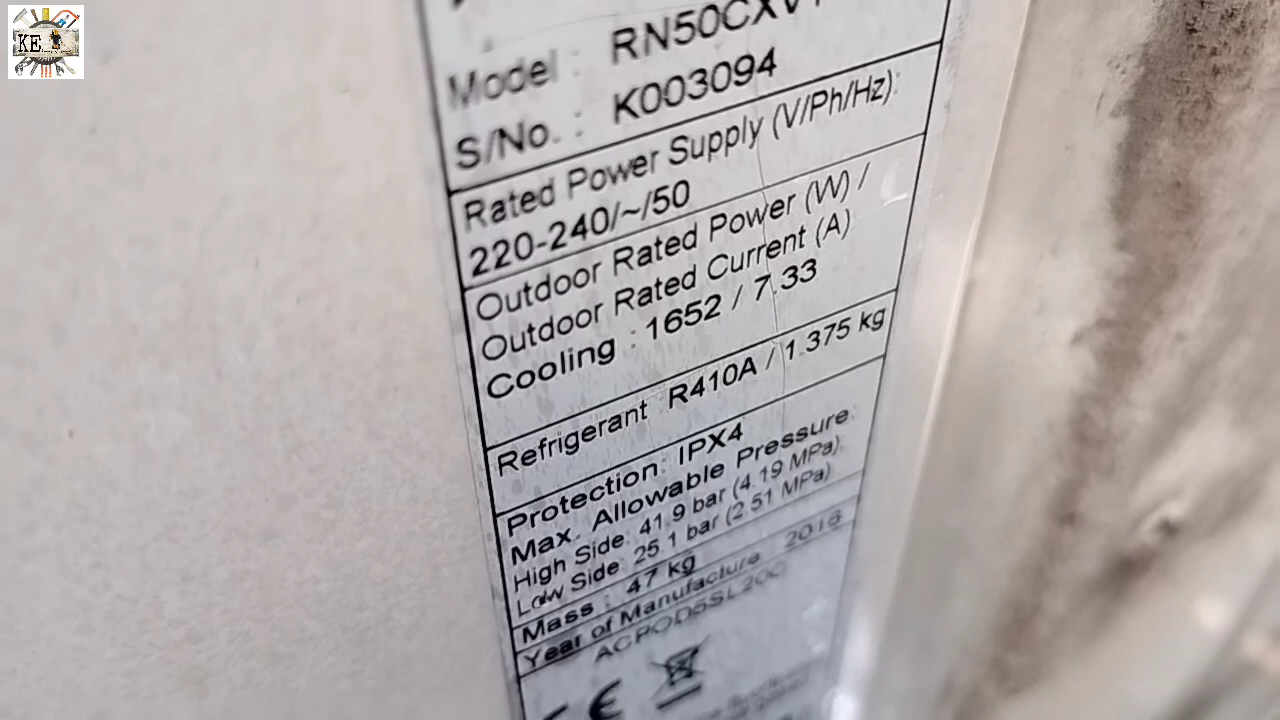 KE
Model : RN50CXV1
S/No. : K003094
Rated Power Supply (V/Ph/Hz):
220-240/~/50
Outdoor Rated Power (W) /
Outdoor Rated Current (A)
Cooling : 1652 / 7.33
Refrigerant R410A / 1.375 kg
Protection: IPX4
Max. Allowable Pressure:
High Side: 41.9 bar (4.19 MPa)
Low Side: 25.1 bar (2.51 MPa)
Mass : 47 kg
Year of Manufacture 2016
CE